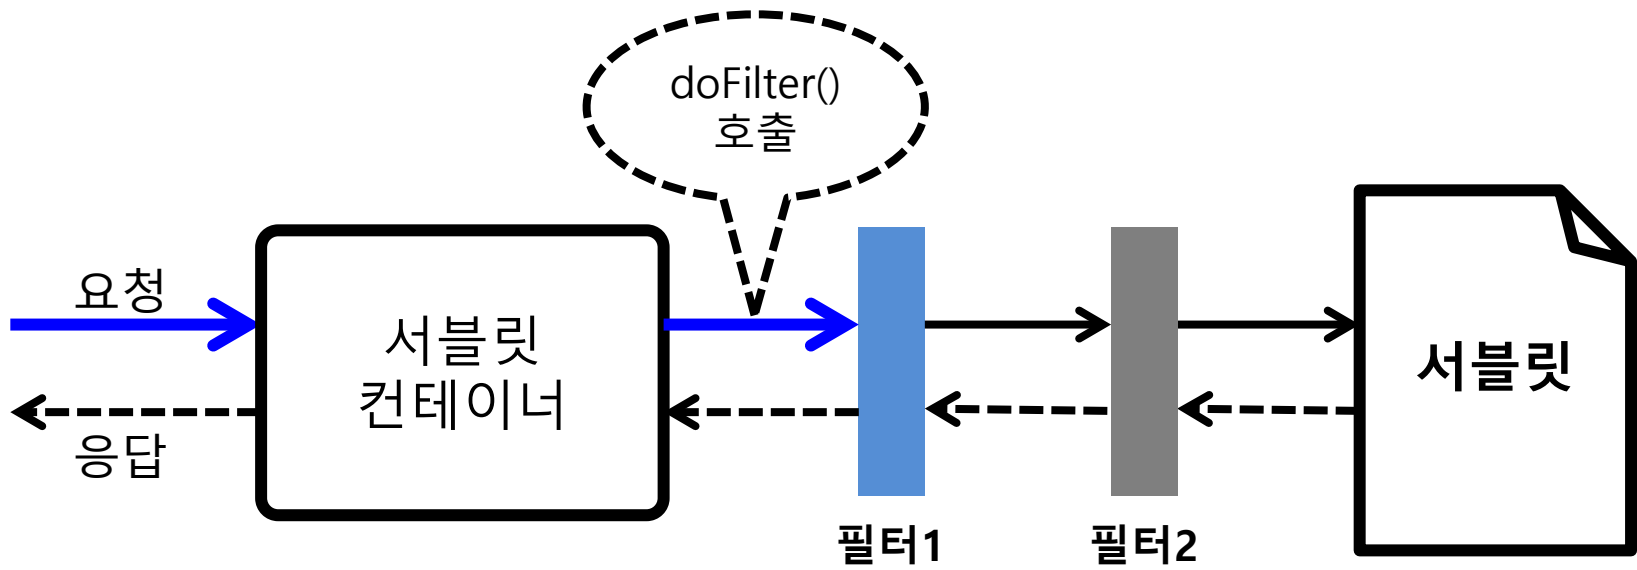 doFilter()
호출
요청
서블릿
컨테이너
응답
서블릿
필터1
필터2